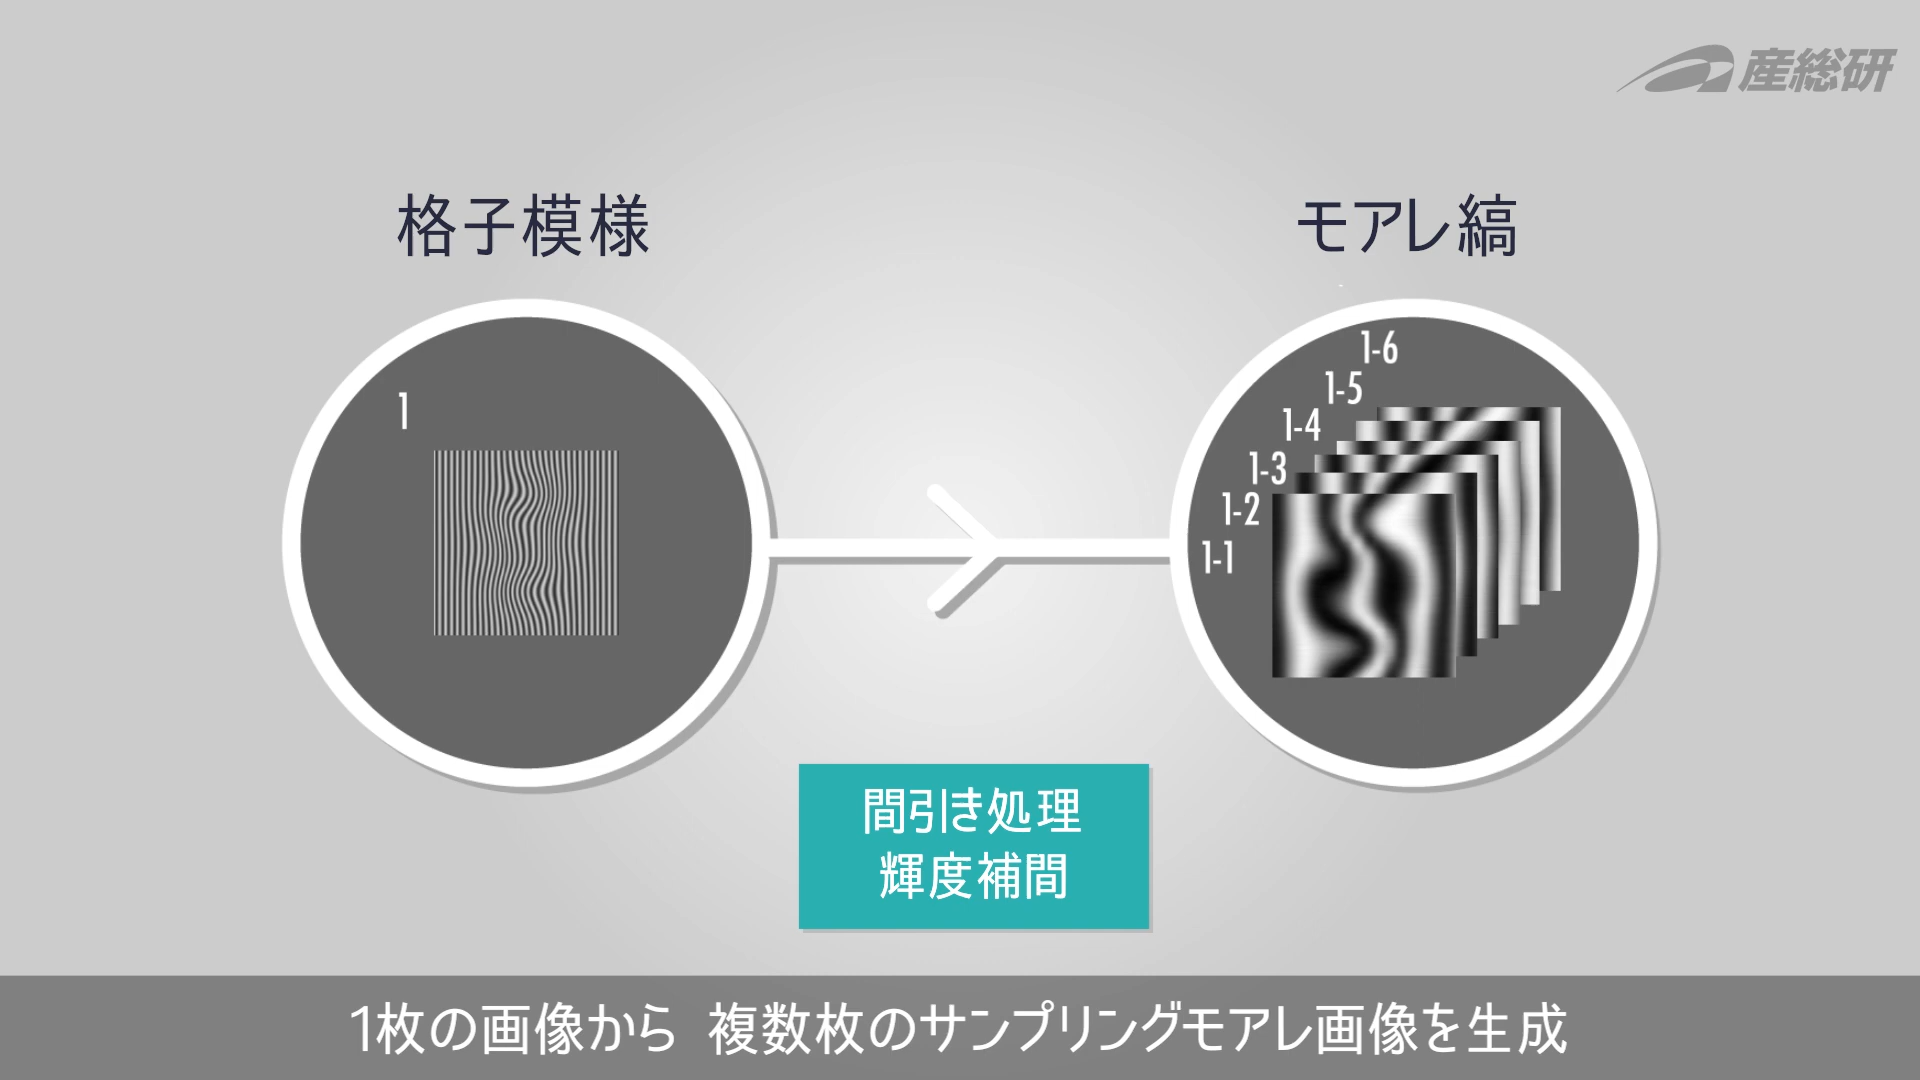 産総研
格子模様
モアレ縞
1
1-6
1-5
1-4
1-3
1-2
1-1
間引き処理
輝度補間
1枚の画像から 複数枚のサンプリングモアレ画像を生成